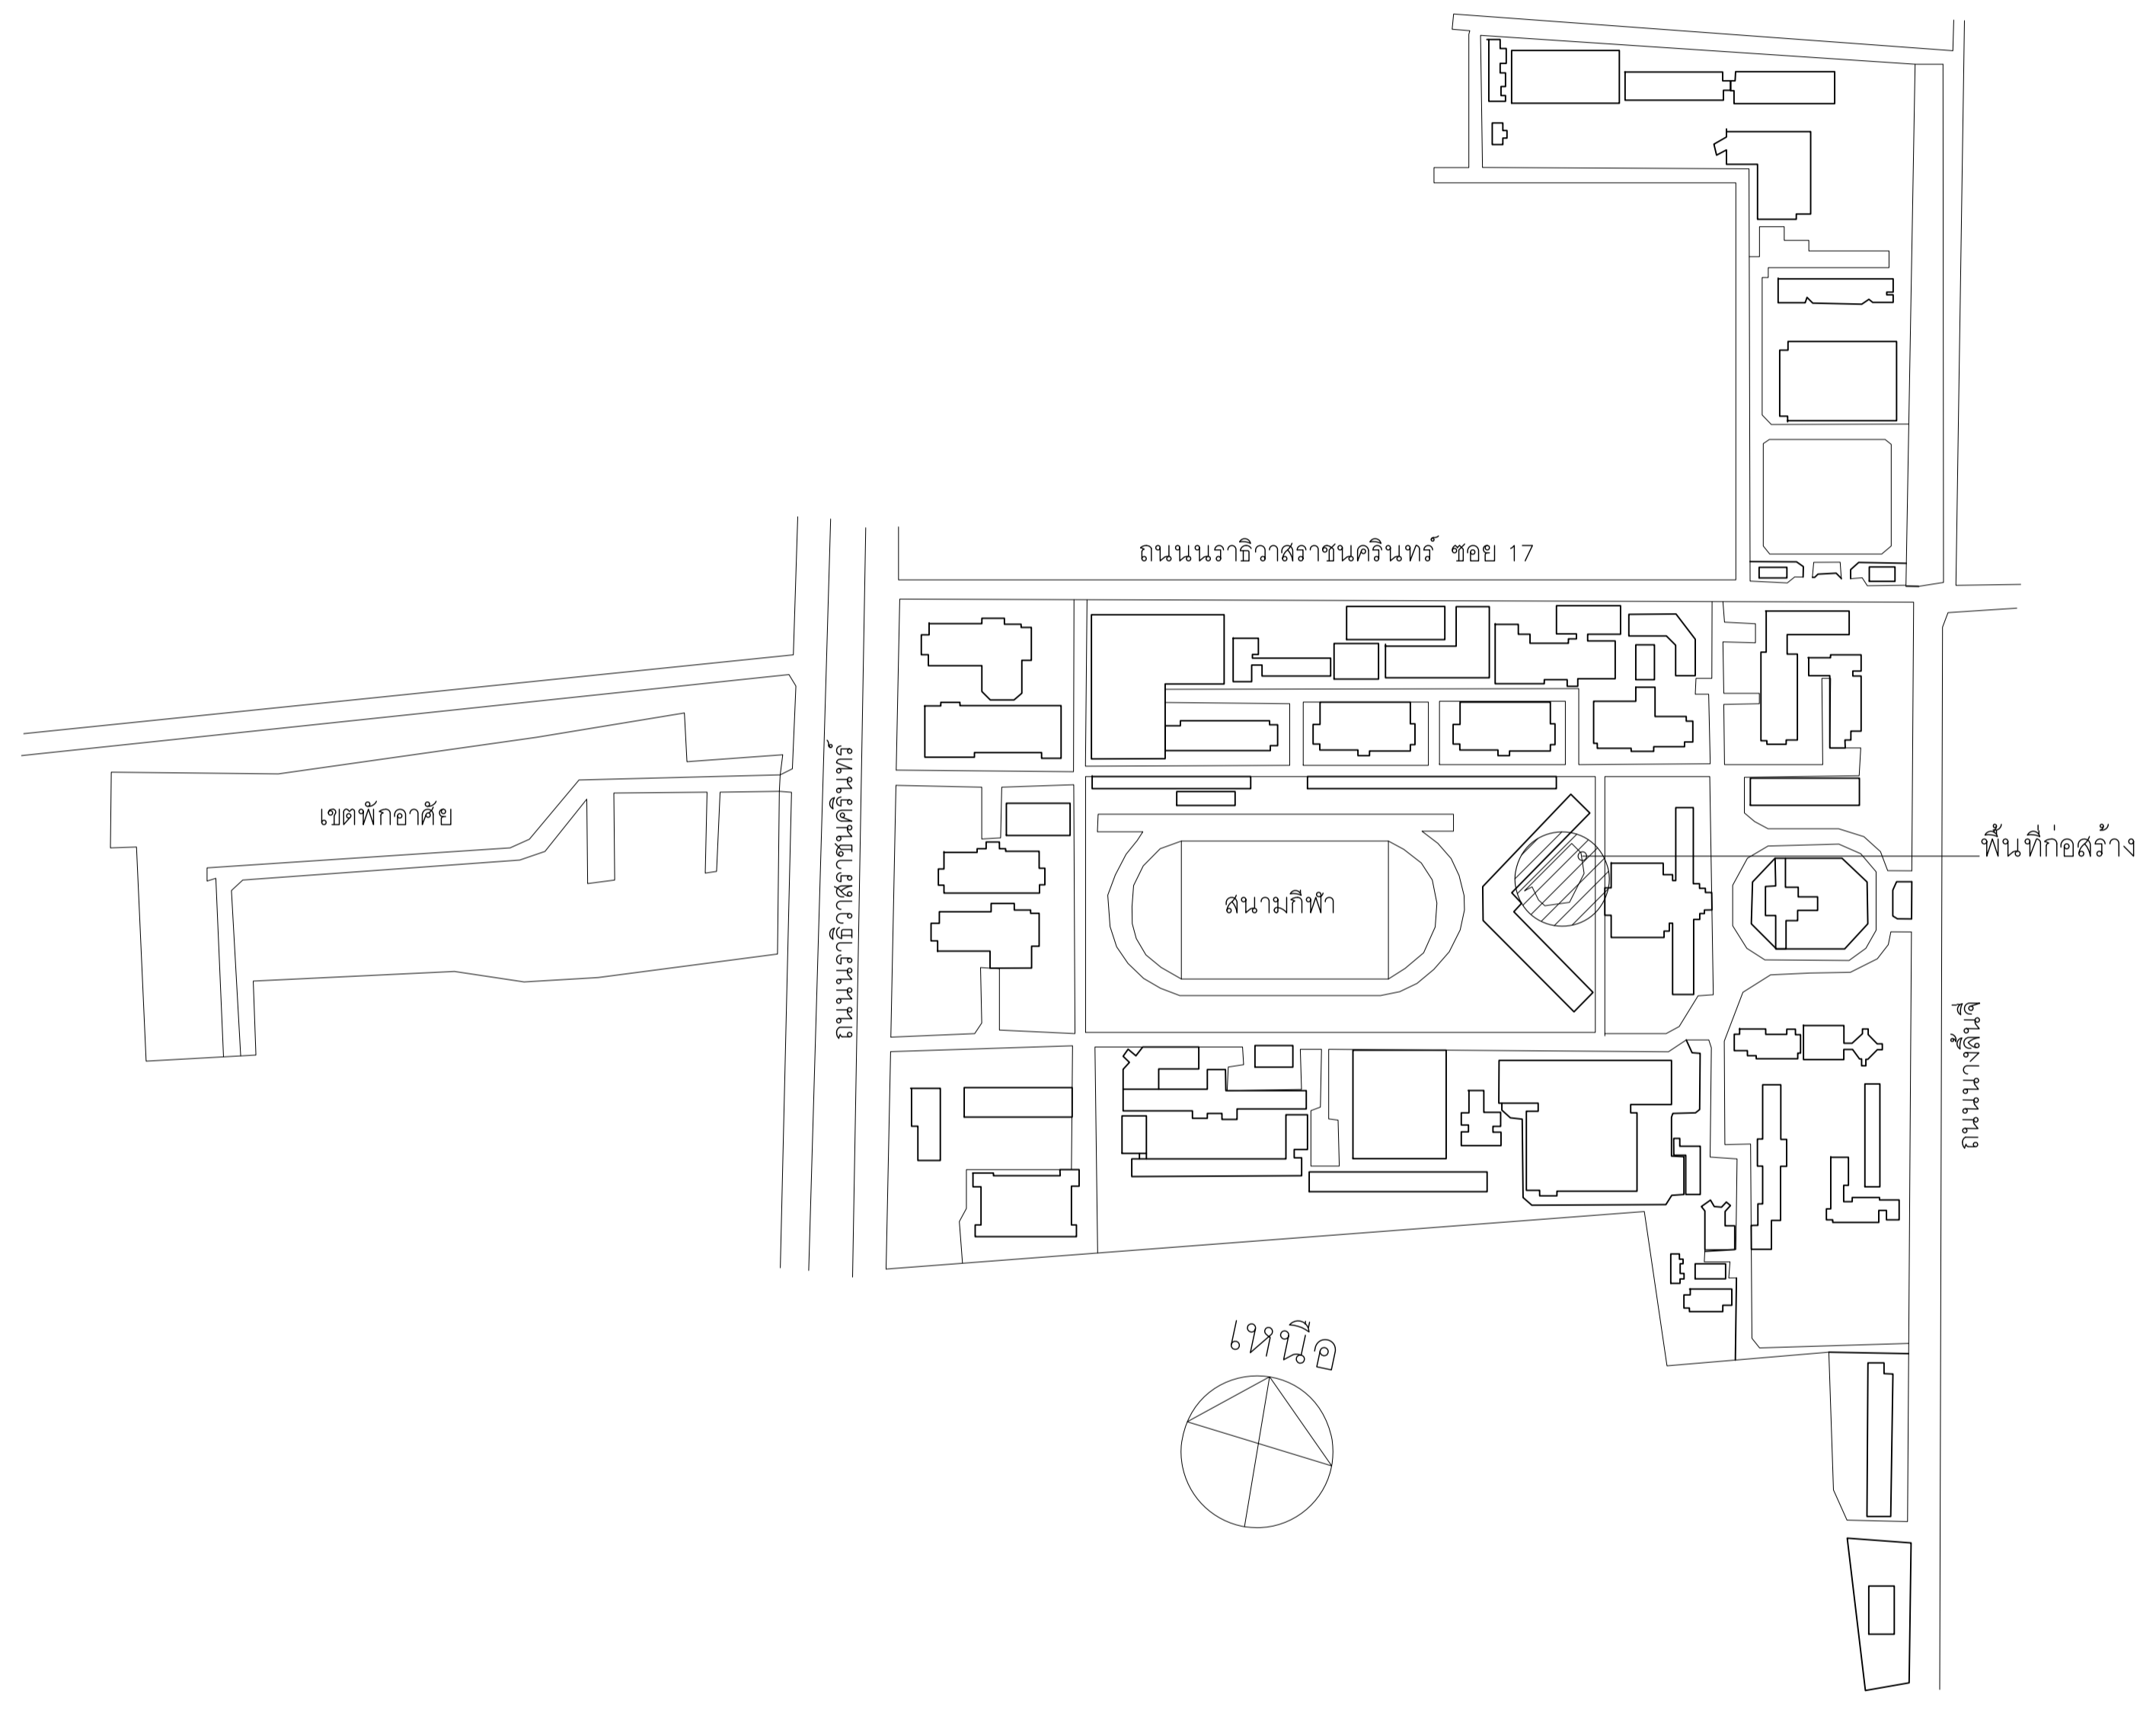 ถนนนราธิวาสราชนครินทร์ ซอย 17
เขตพักอาศัย
ถนนนราธิวาสราชนครินทร์
พื้นที่ก่อสร้าง
สนามกีฬา
ถนนนางลิ้นจี่
เหนือ